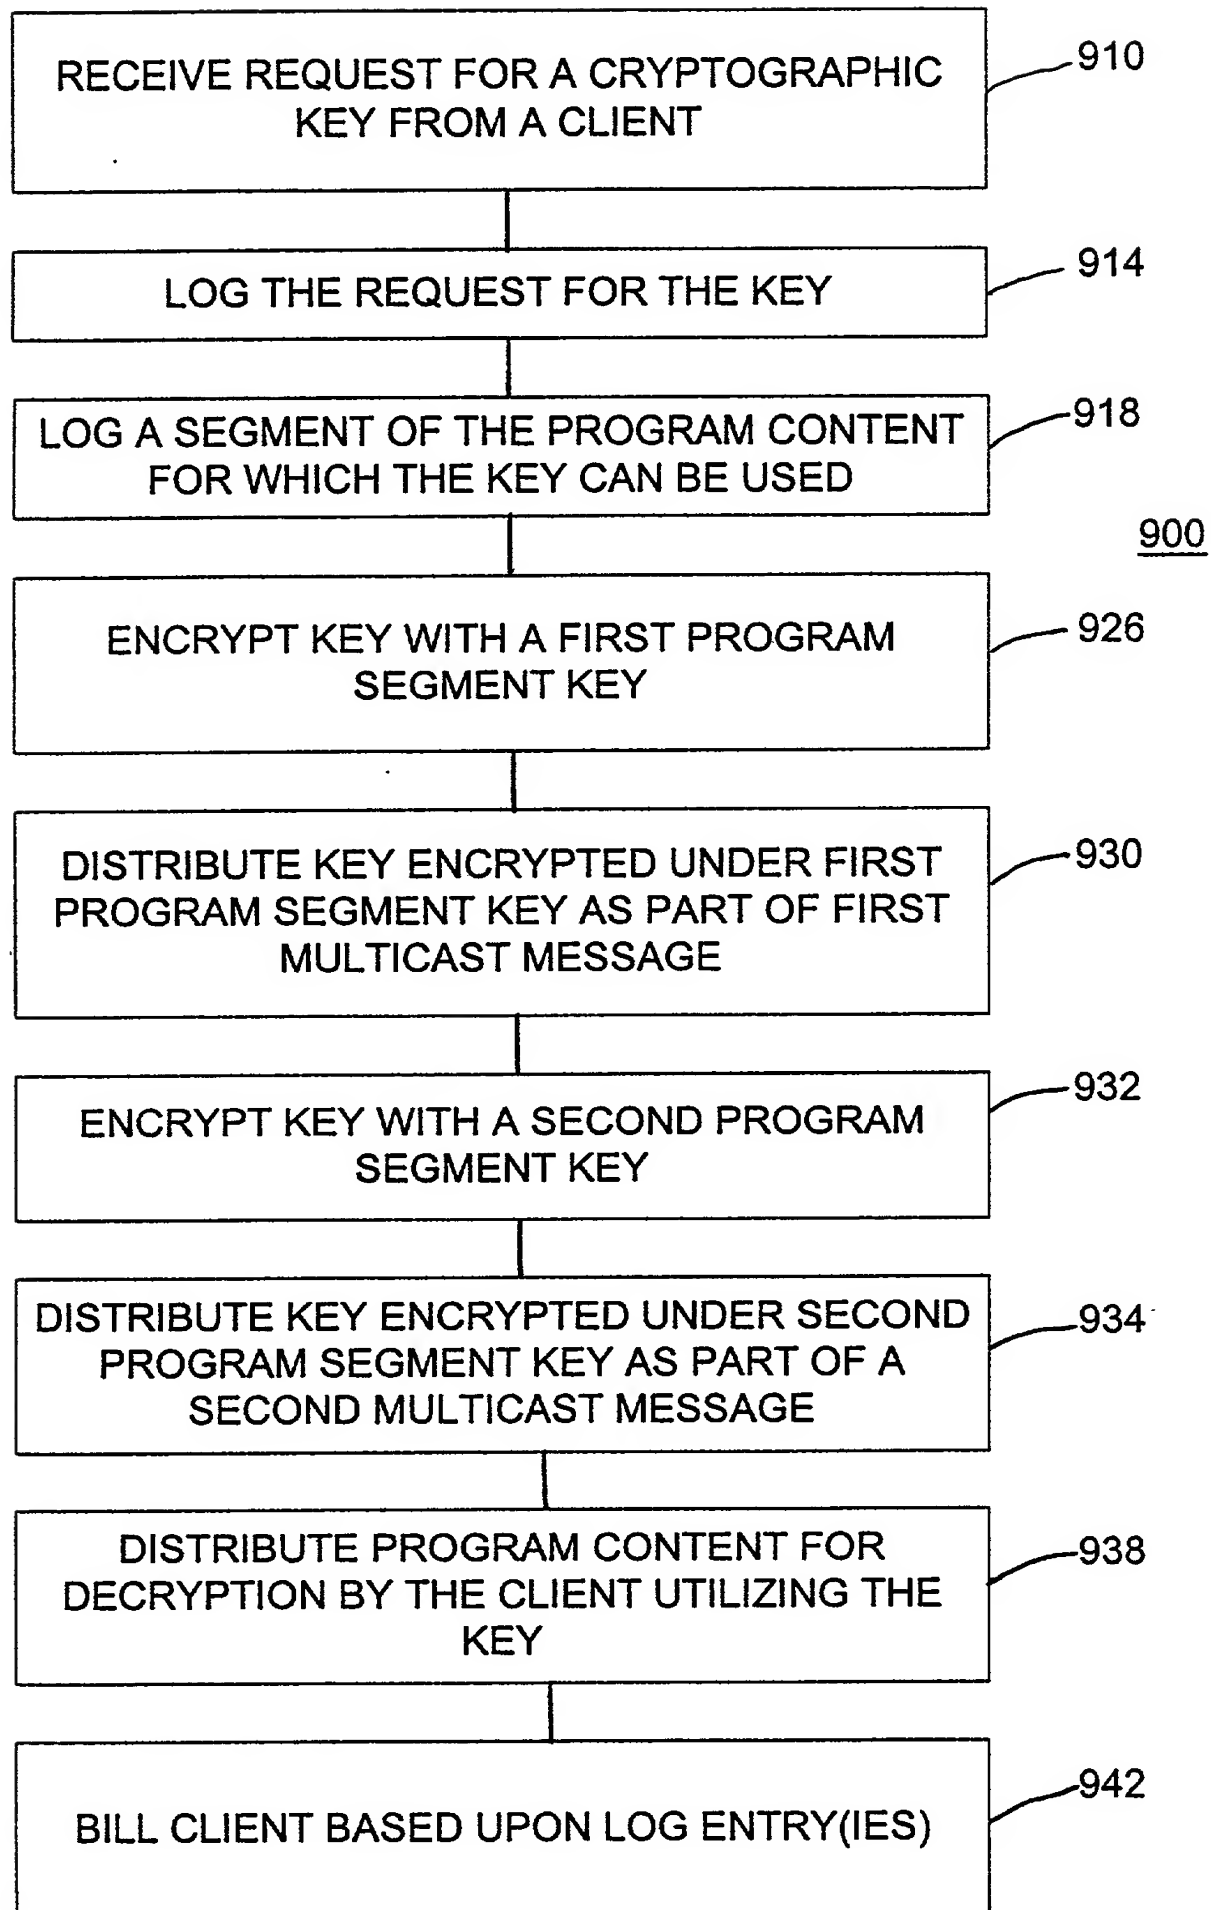 RECEIVE REQUEST FOR A CRYPTOGRAPHIC
KEY FROM A CLIENT
910
LOG THE REQUEST FOR THE KEY
914
LOG A SEGMENT OF THE PROGRAM CONTENT
FOR WHICH THE KEY CAN BE USED
918
900
ENCRYPT KEY WITH A FIRST PROGRAM
SEGMENT KEY
926
DISTRIBUTE KEY ENCRYPTED UNDER FIRST
PROGRAM SEGMENT KEY AS PART OF FIRST
MULTICAST MESSAGE
930
ENCRYPT KEY WITH A SECOND PROGRAM
SEGMENT KEY
932
DISTRIBUTE KEY ENCRYPTED UNDER SECOND
PROGRAM SEGMENT KEY AS PART OF A
SECOND MULTICAST MESSAGE
934
DISTRIBUTE PROGRAM CONTENT FOR
DECRYPTION BY THE CLIENT UTILIZING THE
KEY
938
BILL CLIENT BASED UPON LOG ENTRY(IES)
942